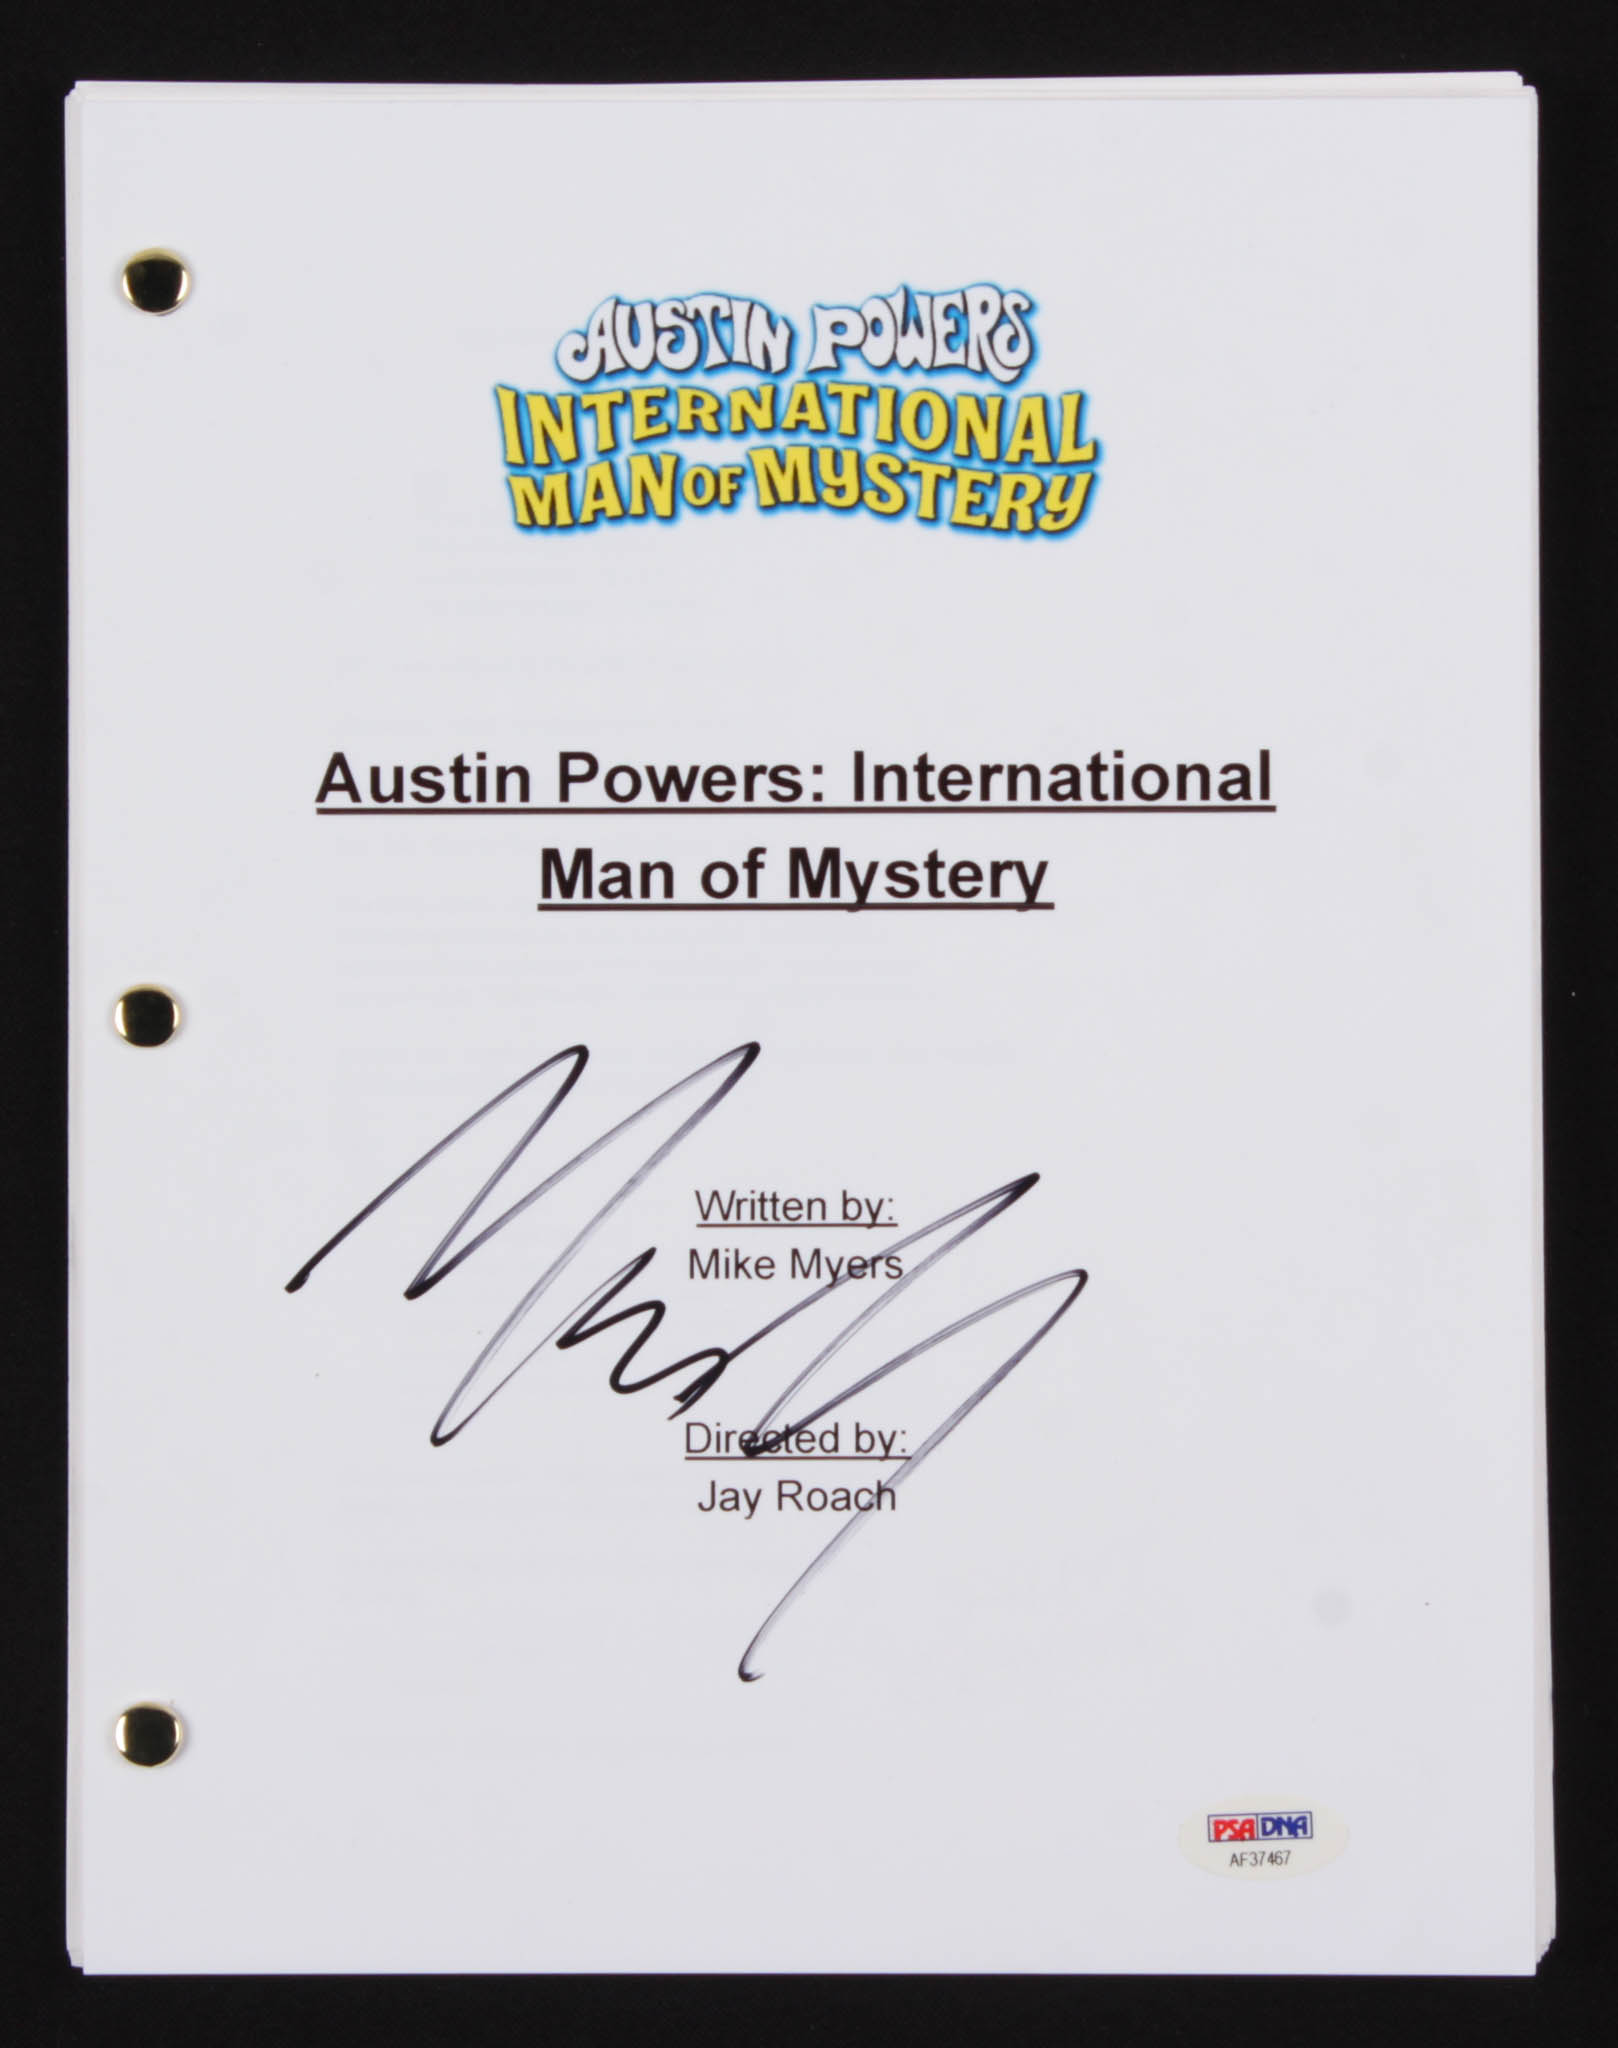 AUSTIN POWERS
INTERNATIONAL
MAN OF MYSTERY
Austin Powers: International
Man of Mystery
Written by:
Mike Myers
Directed by:
Jay Roach
PSA DNA
AF37467